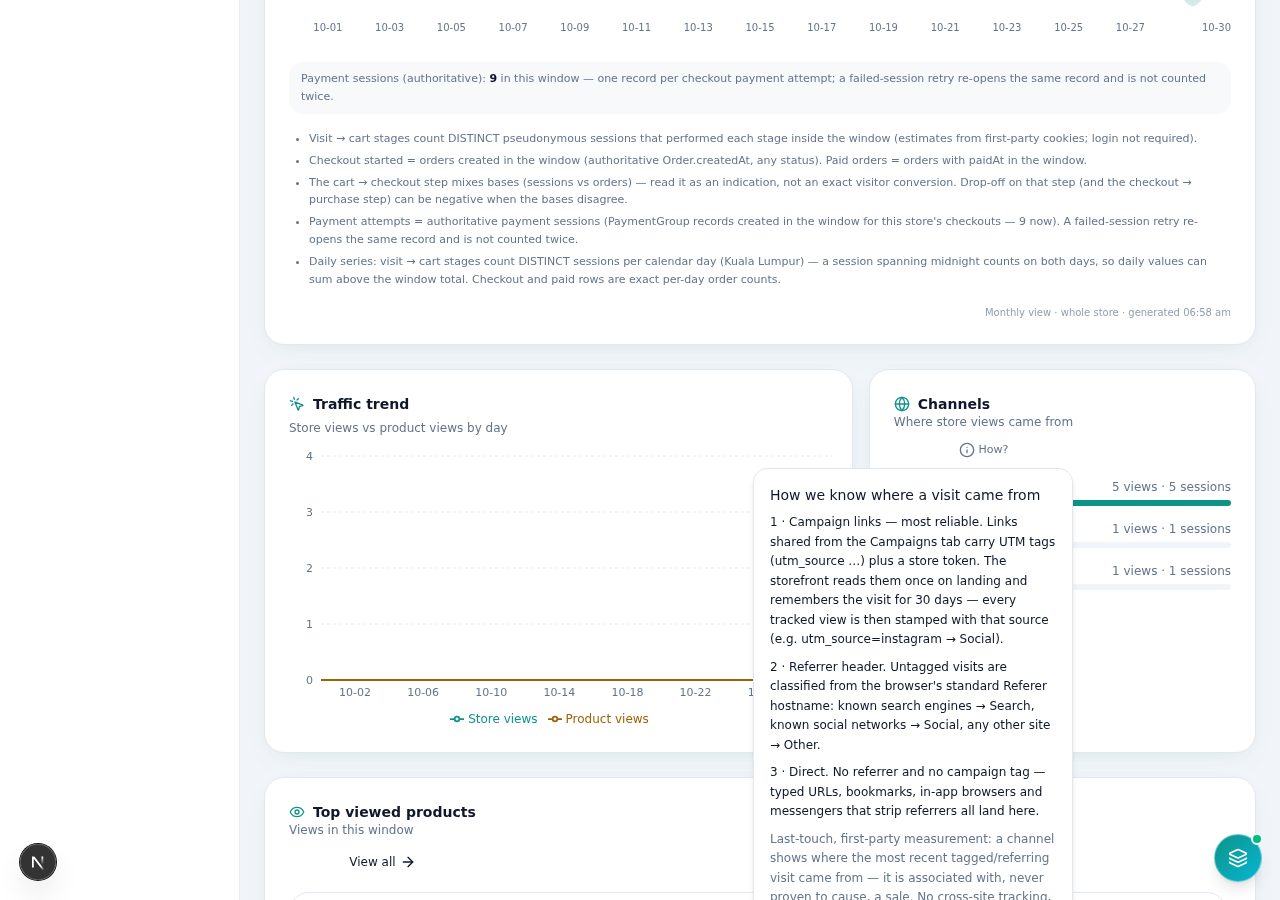 10-01 10-03 10-05 10-07 10-09 10-11 10-13 10-15 10-17 10-19 10-21 10-23 10-25 10-27 10-30
Payment sessions (authoritative): 9 in this window — one record per checkout payment attempt; a failed-session retry re-opens the same record and is not counted
twice.
• Visit → cart stages count DISTINCT pseudonymous sessions that performed each stage inside the window (estimates from first-party cookies; login not required).
• Checkout started = orders created in the window (authoritative Order.createdAt, any status). Paid orders = orders with paidAt in the window.
• The cart → checkout step mixes bases (sessions vs orders) — read it as an indication, not an exact visitor conversion. Drop-off on that step (and the checkout →
purchase step) can be negative when the bases disagree.
• Payment attempts = authoritative payment sessions (PaymentGroup records created in the window for this store's checkouts — 9 now). A failed-session retry re-
opens the same record and is not counted twice.
• Daily series: visit → cart stages count DISTINCT sessions per calendar day (Kuala Lumpur) — a session spanning midnight counts on both days, so daily values can
sum above the window total. Checkout and paid rows are exact per-day order counts.
Monthly view · whole store · generated 06:58 am
Traffic trend
Store views vs product views by day
4
3
2
1
0
10-02 10-06 10-10 10-14 10-18 10-22 1
Store views Product views
Channels
Where store views came from
How?
5 views · 5 sessions
1 views · 1 sessions
1 views · 1 sessions
How we know where a visit came from
1 · Campaign links — most reliable. Links
shared from the Campaigns tab carry UTM tags
(utm_source ...) plus a store token. The
storefront reads them once on landing and
remembers the visit for 30 days — every
tracked view is then stamped with that source
(e.g. utm_source=instagram → Social).
2 · Referrer header. Untagged visits are
classified from the browser's standard Referer
hostname: known search engines → Search,
known social networks → Social, any other site
→ Other.
3 · Direct. No referrer and no campaign tag —
typed URLs, bookmarks, in-app browsers and
messengers that strip referrers all land here.
Last-touch, first-party measurement: a channel
shows where the most recent tagged/referring
visit came from — it is associated with, never
proven to cause, a sale. No cross-site tracking,
Top viewed products
Views in this window
View all →
N